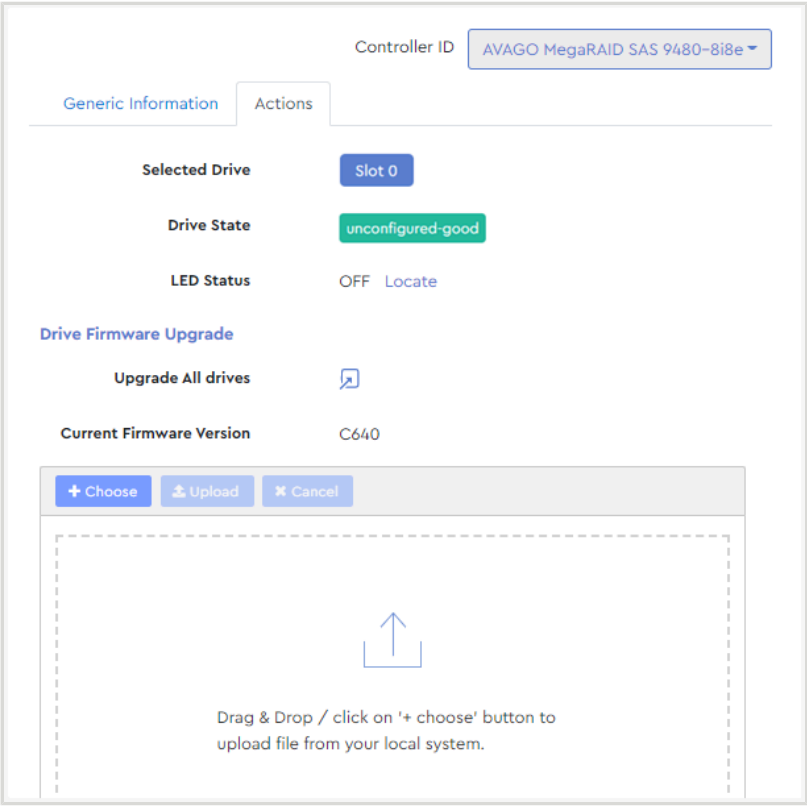 Controller ID AVAGO MegaRAID SAS 9480-8i8e
Generic Information Actions
Selected Drive Slot 0
Drive State unconfigured-good
LED Status OFF Locate
Drive Firmware Upgrade
Upgrade All drives
Current Firmware Version C640
+ Choose Upload × Cancel
Drag & Drop / click on '+ choose' button to
upload file from your local system.